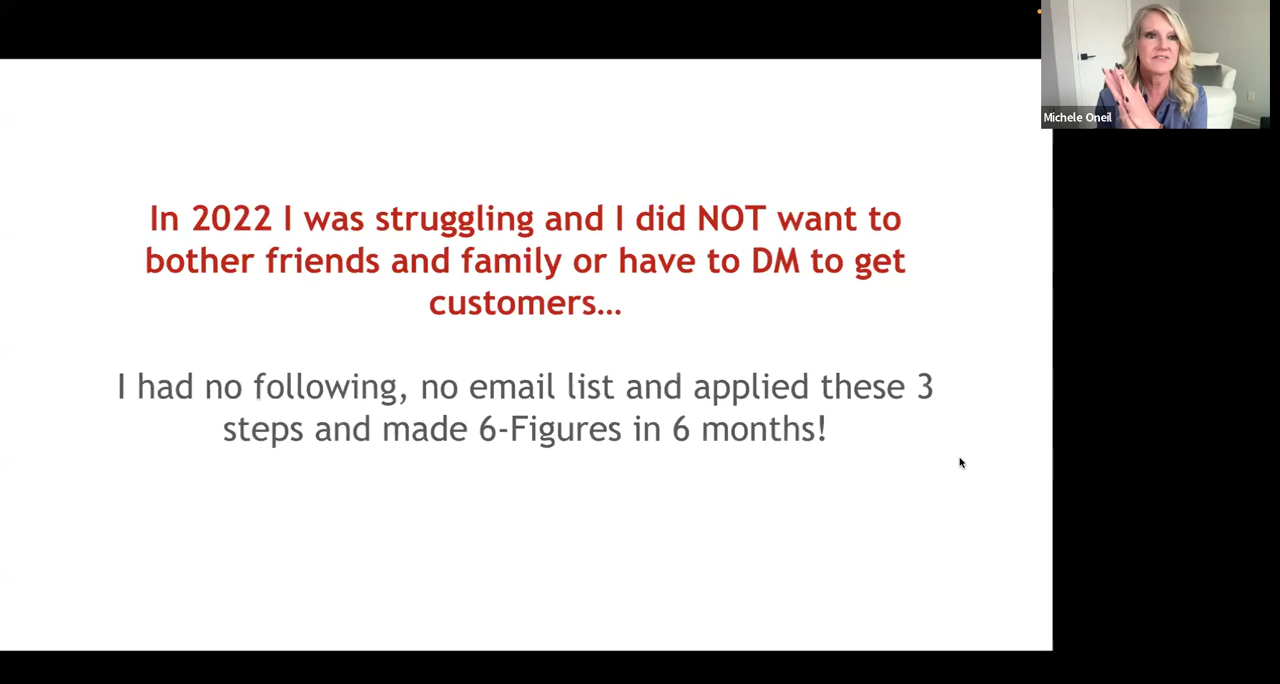 Michele Oneil
In 2022 I was struggling and I did NOT want to
bother friends and family or have to DM to get
customers...
I had no following, no email list and applied these 3
steps and made 6-Figures in 6 months!